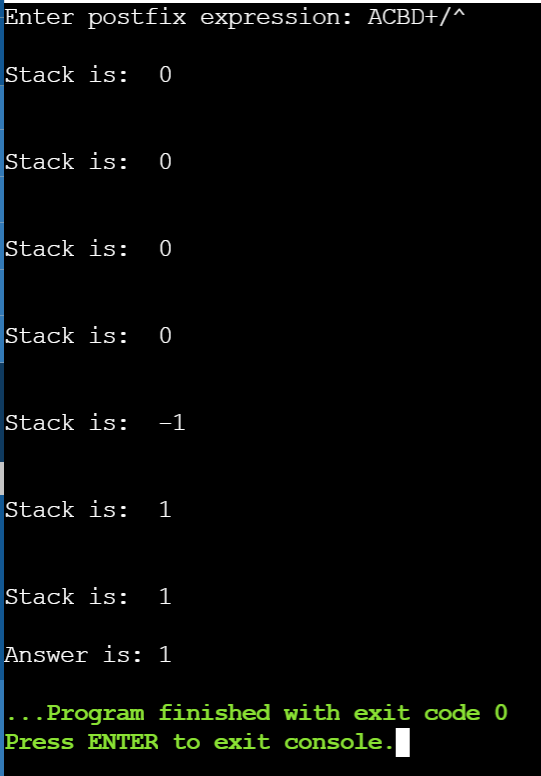 Enter postfix expression: ACBD+/^
Stack is:  0
Stack is:  0
Stack is:  0
Stack is:  0
Stack is:  -1
Stack is:  1
Stack is:  1
Answer is: 1
...Program finished with exit code 0
Press ENTER to exit console.